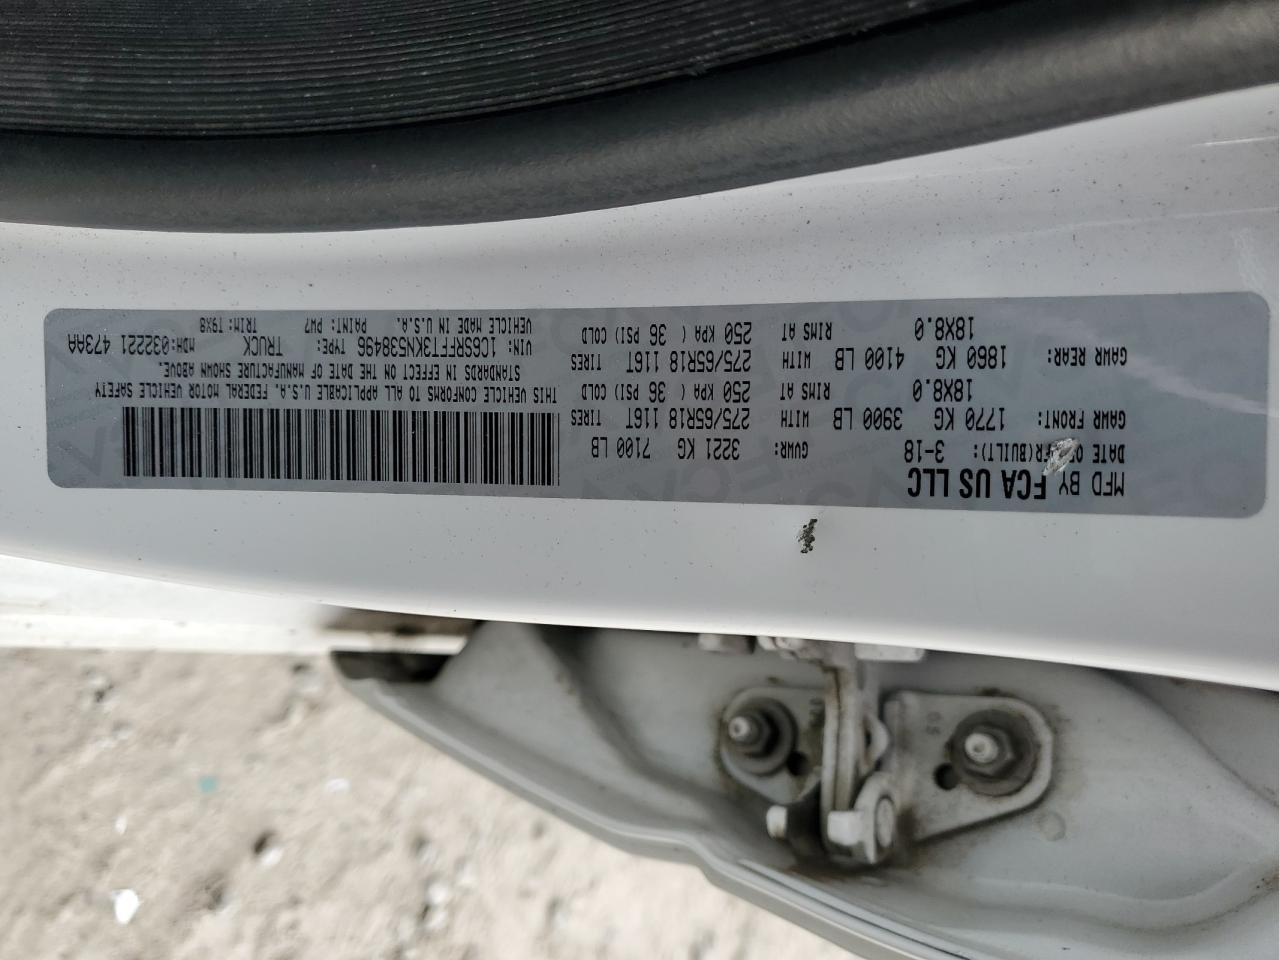 MFD BY FCA US LLC
DATE OF MFR(BUILT): 3-18 GVWR: 3221 KG 7100 LB
GAWR FRONT: 1770 KG 3900 LB WITH 275/65R18 116T TIRES
18X8.0 RIMS AT 250 KPA ( 36 PSI) COLD
GAWR REAR: 1860 KG 4100 LB WITH 275/65R18 116T TIRES
18X8.0 RIMS AT 250 KPA ( 36 PSI) COLD
THIS VEHICLE CONFORMS TO ALL APPLICABLE U.S.A. FEDERAL MOTOR VEHICLE SAFETY
STANDARDS IN EFFECT ON THE DATE OF MANUFACTURE SHOWN ABOVE.
VIN: 1C6SRFFT3KN538496 TYPE: TRUCK MDH: 032221 473AA
VEHICLE MADE IN U.S.A. PAINT: PW7 TRIM: T9X8